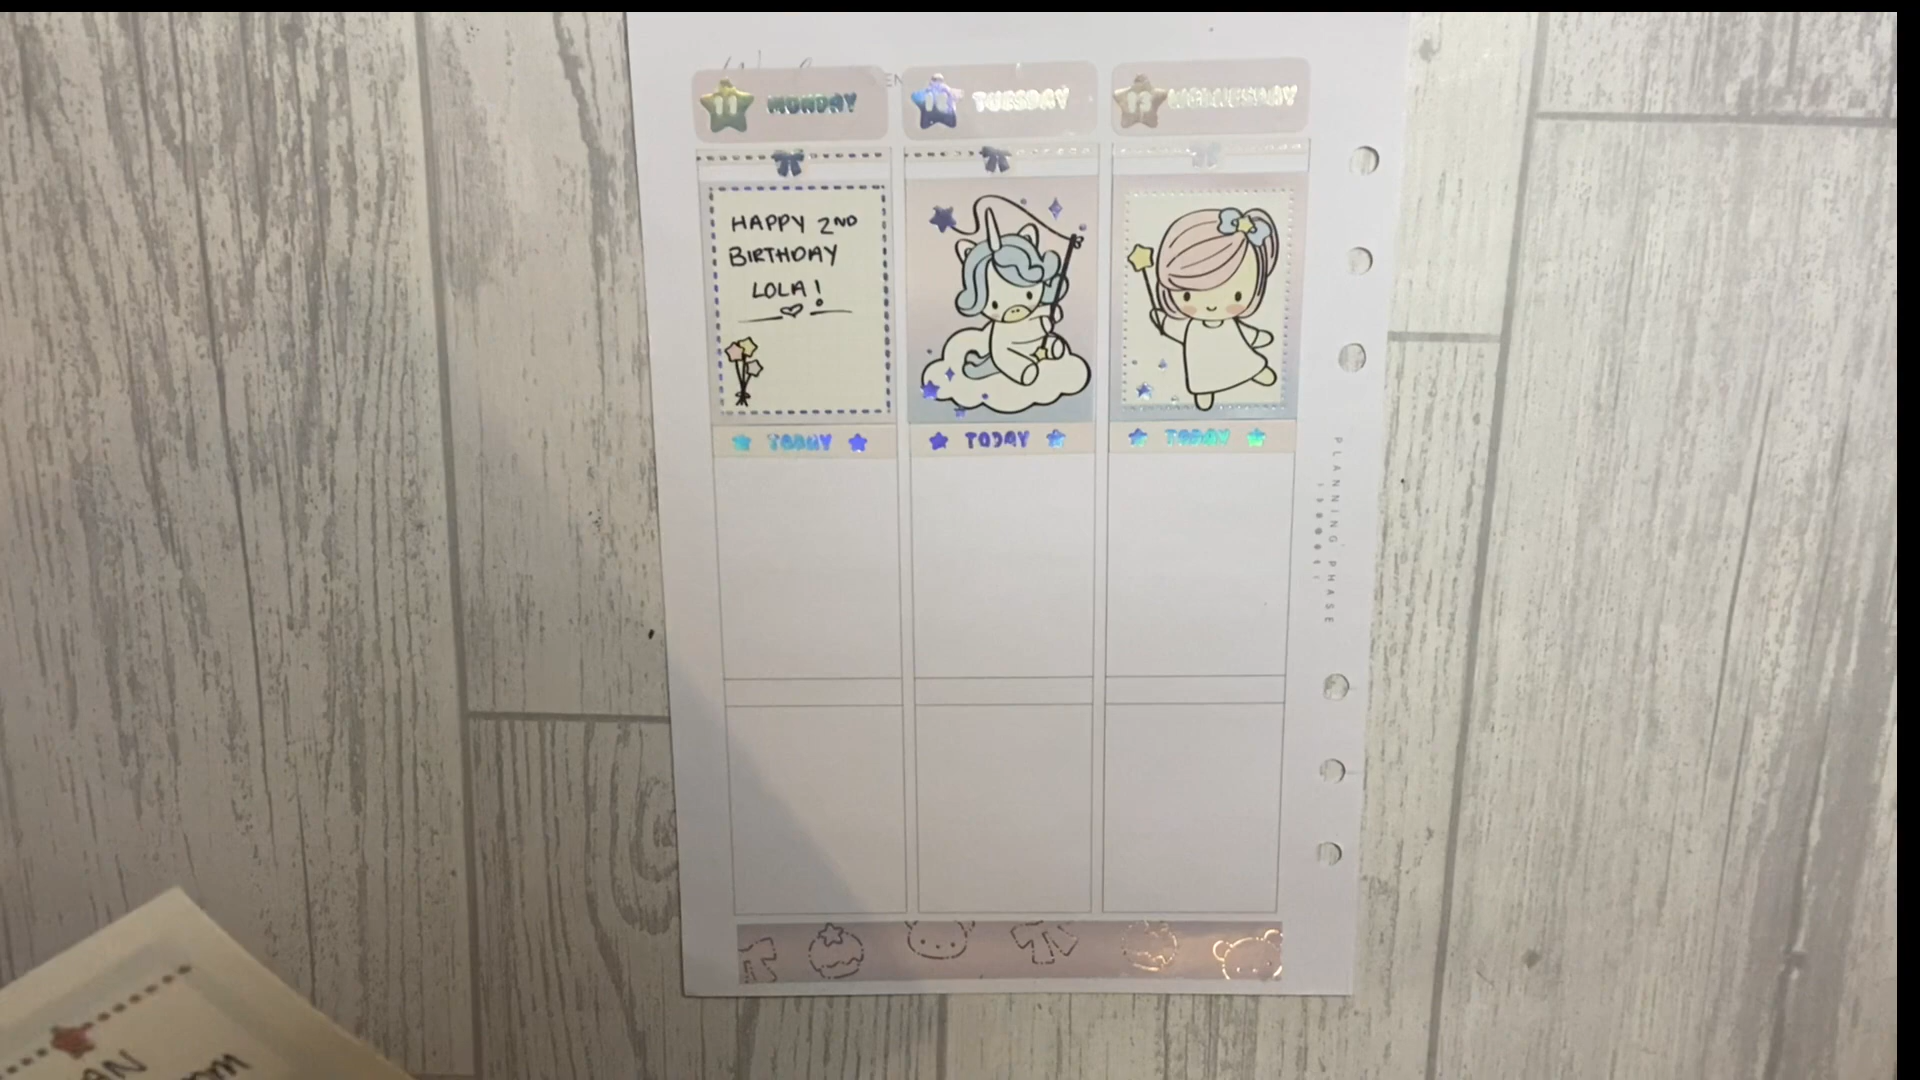 11 MONDAY
12 TUESDAY
13 WEDNESDAY
HAPPY 2ND
BIRTHDAY
LOLA!
TODAY
TODAY
TODAY
PLANNING PHASE